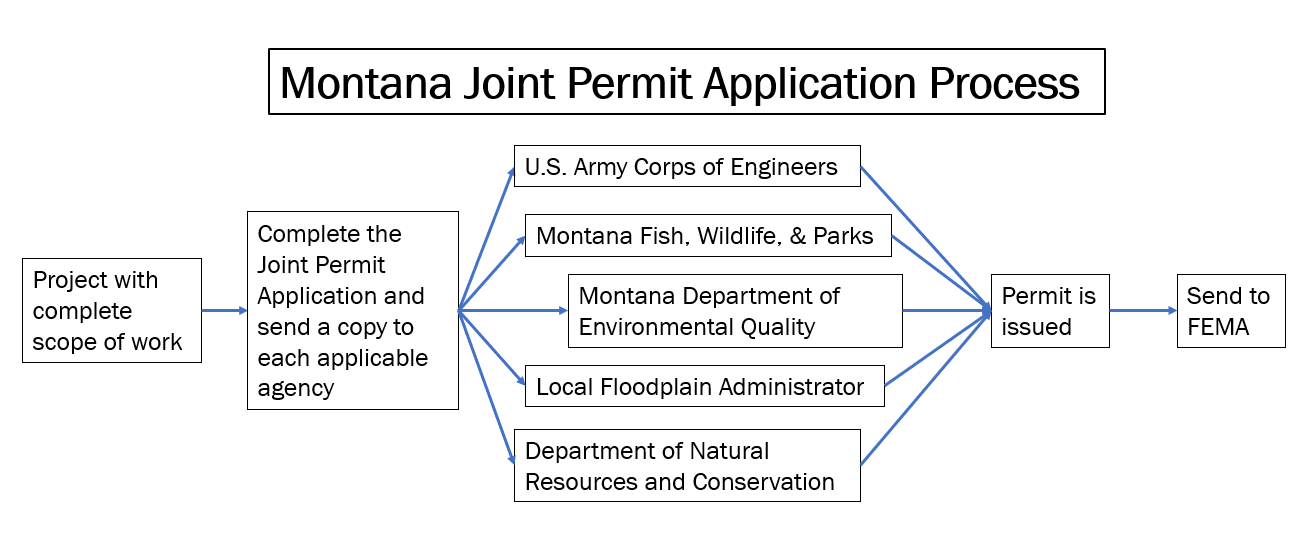 Montana Joint Permit Application Process
Project with
complete
scope of work
Complete the
Joint Permit
Application and
send a copy to
each applicable
agency
U.S. Army Corps of Engineers
Montana Fish, Wildlife, & Parks
Montana Department of
Environmental Quality
Local Floodplain Administrator
Department of Natural
Resources and Conservation
Permit is
issued
Send to
FEMA